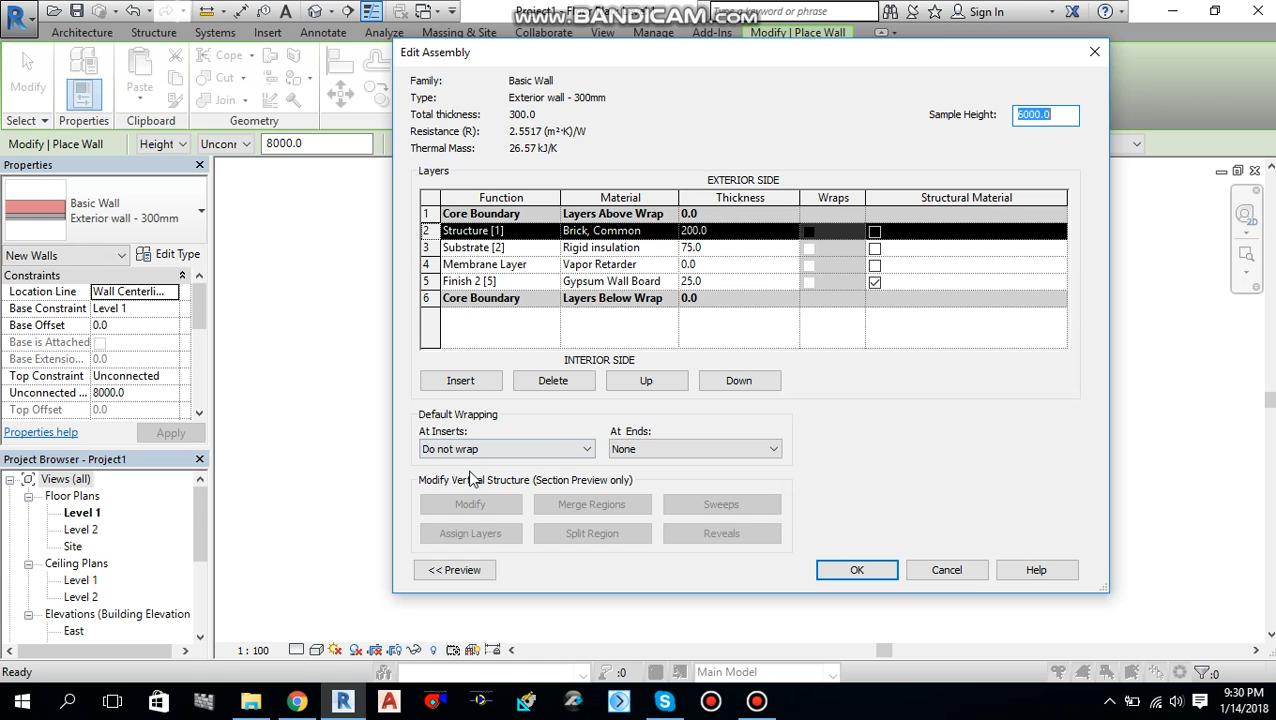 Project1 - Floor Plan: Level 1
www.BANDICAM.com
Type a keyword or phrase
Sign In
Architecture Structure Systems Insert Annotate Analyze Massing & Site Collaborate View Manage Add-Ins Modify | Place Wall
Modify
Paste
Cope
Cut
Join
Select Properties Clipboard Geometry
Modify | Place Wall Height Unconn 8000.0
Properties
Basic Wall
Exterior wall - 300mm
New Walls Edit Type
Constraints
Location Line Wall Centerli...
Base Constraint Level 1
Base Offset 0.0
Base is Attached
Base Extensio... 0.0
Top Constraint Unconnected
Unconnected ... 8000.0
Top Offset 0.0
Properties help Apply
Project Browser - Project1
Views (all)
Floor Plans
Level 1
Level 2
Site
Ceiling Plans
Level 1
Level 2
Elevations (Building Elevation
East
Edit Assembly
Family: Basic Wall
Type: Exterior wall - 300mm
Total thickness: 300.0 Sample Height: 6000.0
Resistance (R): 2.5517 (m²·K)/W
Thermal Mass: 26.57 kJ/K
Layers
EXTERIOR SIDE
Function Material Thickness Wraps Structural Material
1 Core Boundary Layers Above Wrap 0.0
2 Structure [1] Brick, Common 200.0
3 Substrate [2] Rigid insulation 75.0
4 Membrane Layer Vapor Retarder 0.0
5 Finish 2 [5] Gypsum Wall Board 25.0
6 Core Boundary Layers Below Wrap 0.0
INTERIOR SIDE
Insert Delete Up Down
Default Wrapping
At Inserts: At Ends:
Do not wrap None
Modify Vertical Structure (Section Preview only)
Modify Merge Regions Sweeps
Assign Layers Split Region Reveals
<< Preview OK Cancel Help
1 : 100
Ready :0 Main Model :0
9:30 PM
1/14/2018